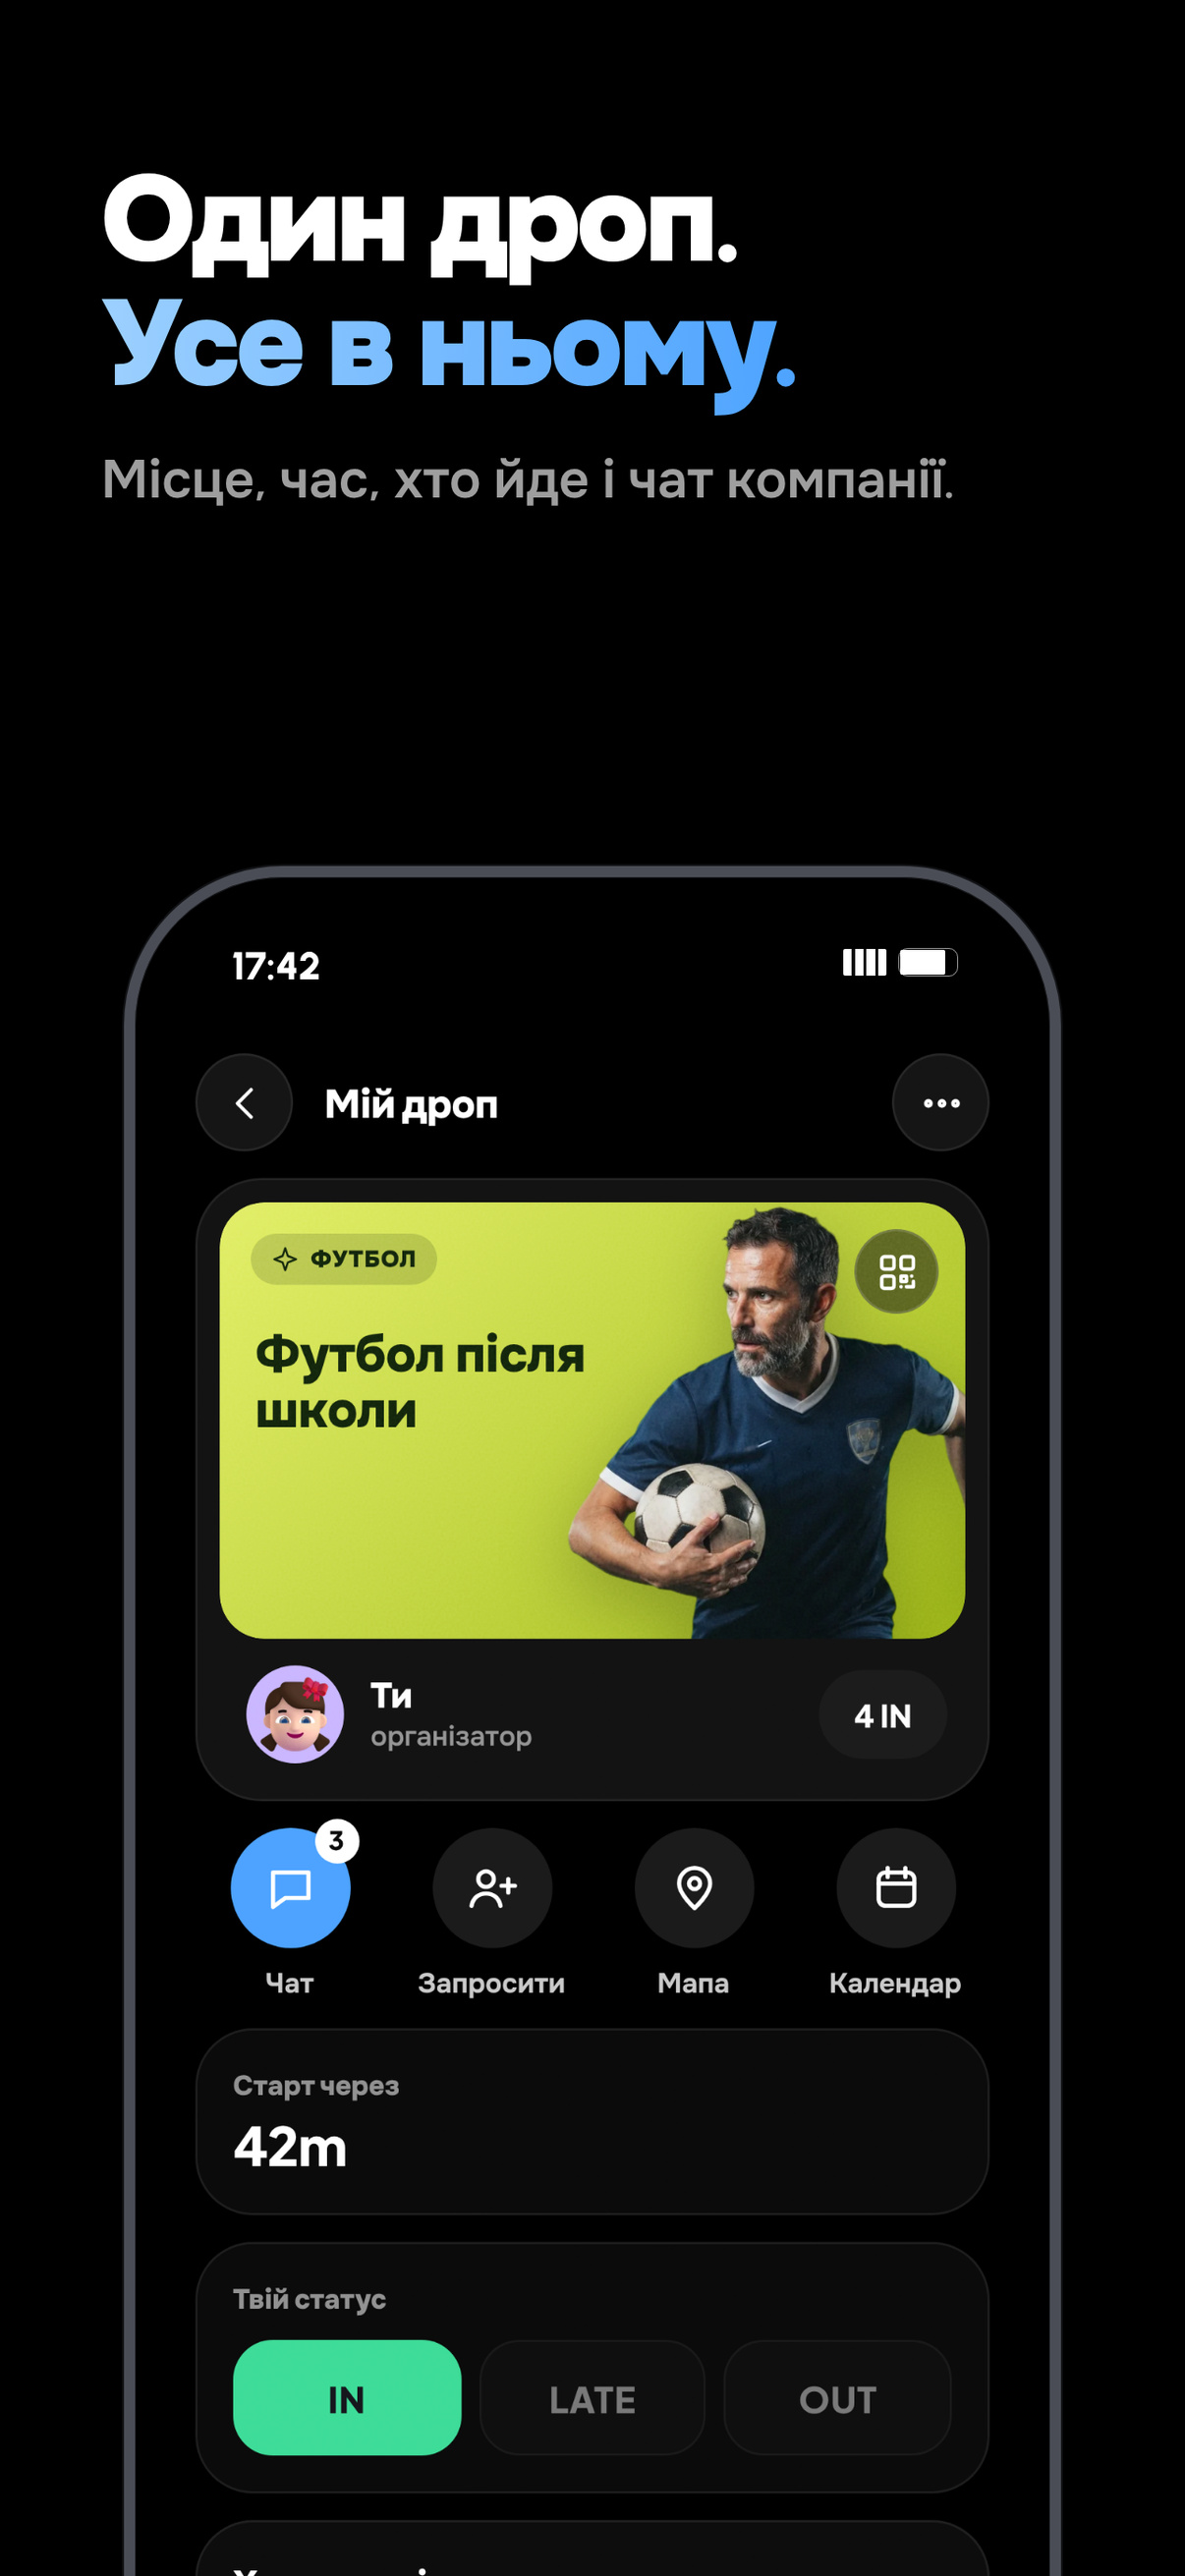 Один дроп.
Усе в ньому.
Місце, час, хто йде і чат компанії.
17:42
Мій дроп
ФУТБОЛ
Футбол після
школи
Ти
організатор
4 IN
3
Чат
Запросити
Мапа
Календар
Старт через
42m
Твій статус
IN
LATE
OUT